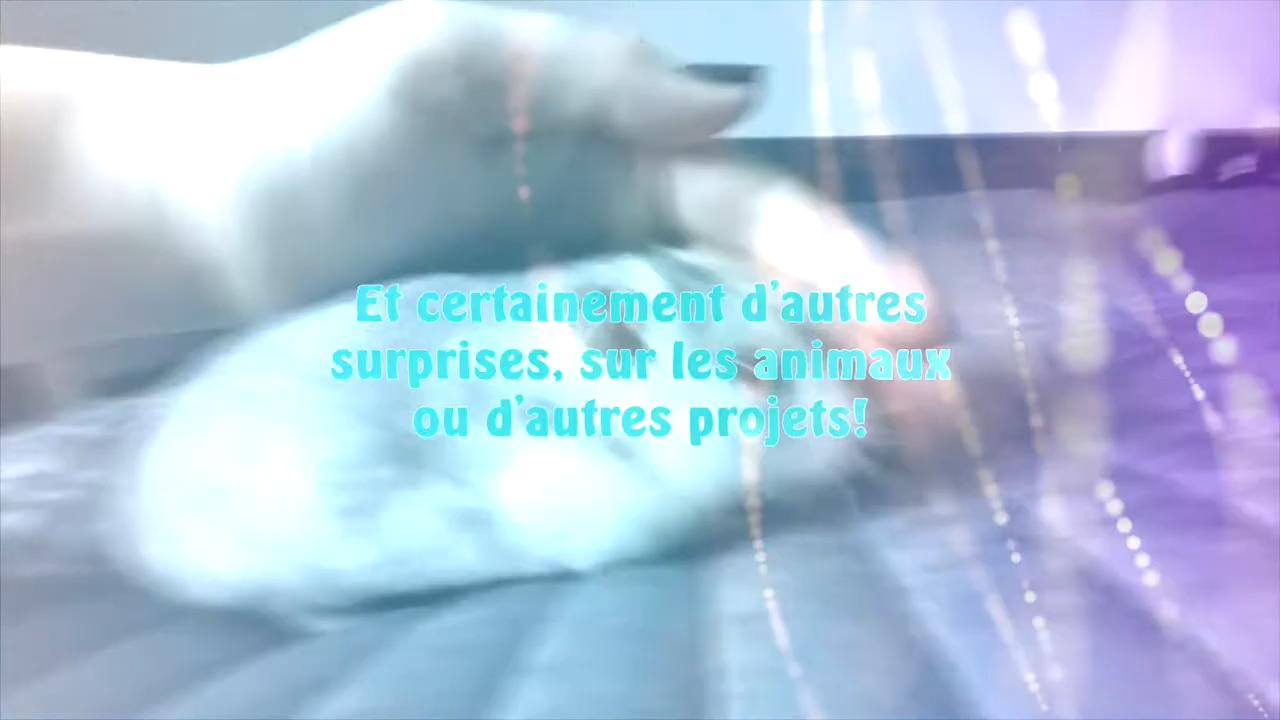 Et certainement d'autres
surprises, sur les animaux
ou d'autres projets!